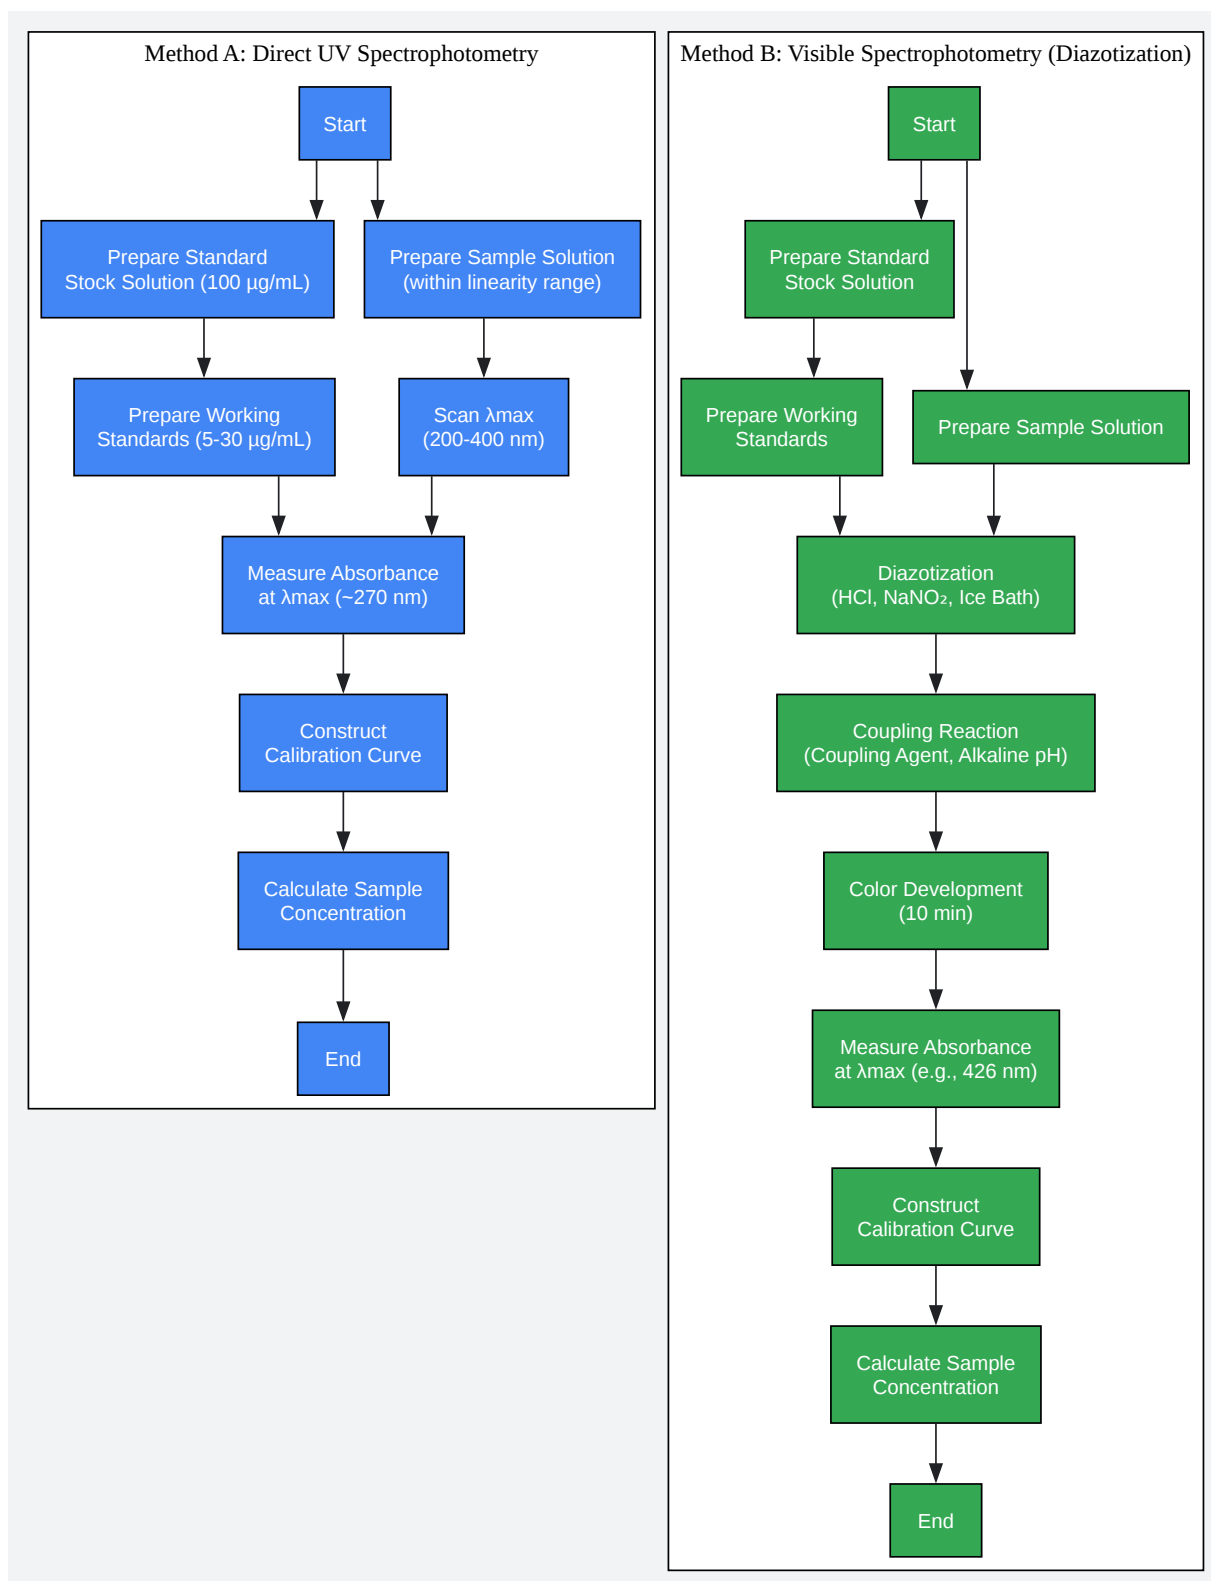 Method A: Direct UV Spectrophotometry
Start
Prepare Standard
Stock Solution (100 µg/mL)
Prepare Sample Solution
(within linearity range)
Prepare Working
Standards (5-30 µg/mL)
Scan λmax
(200-400 nm)
Measure Absorbance
at λmax (~270 nm)
Construct
Calibration Curve
Calculate Sample
Concentration
End
Method B: Visible Spectrophotometry (Diazotization)
Start
Prepare Standard
Stock Solution
Prepare Working
Standards
Prepare Sample Solution
Diazotization
(HCl, NaNO₂, Ice Bath)
Coupling Reaction
(Coupling Agent, Alkaline pH)
Color Development
(10 min)
Measure Absorbance
at λmax (e.g., 426 nm)
Construct
Calibration Curve
Calculate Sample
Concentration
End